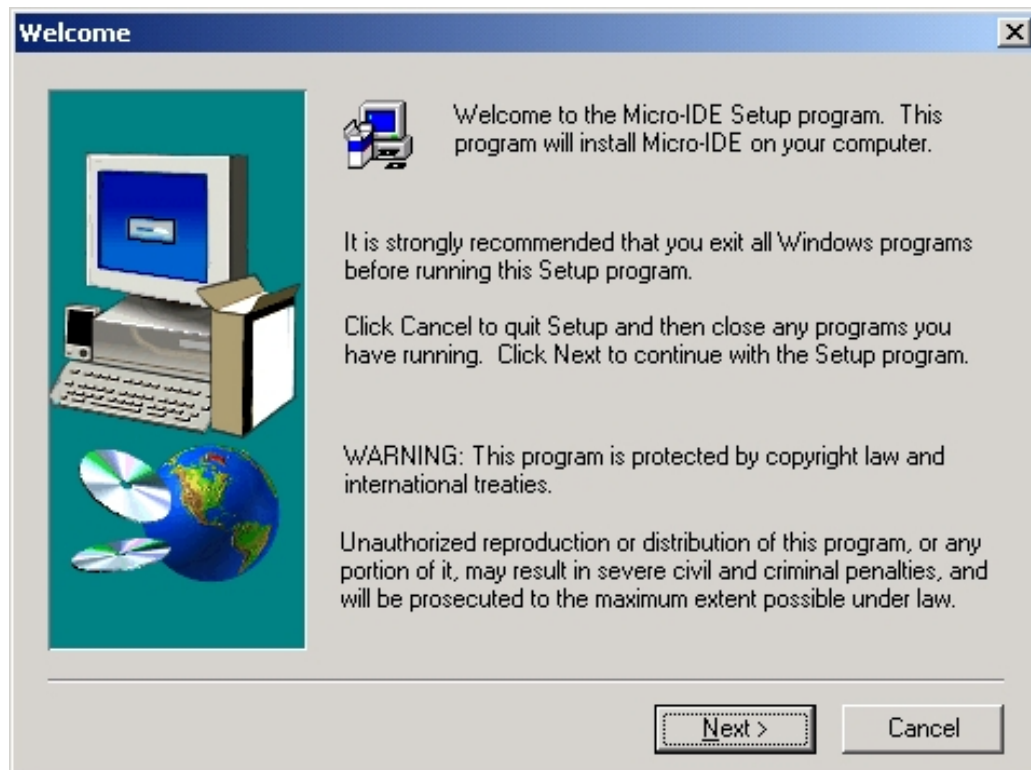 Welcome
Welcome to the Micro-IDE Setup program.  This
program will install Micro-IDE on your computer.
It is strongly recommended that you exit all Windows programs
before running this Setup program.
Click Cancel to quit Setup and then close any programs you
have running.  Click Next to continue with the Setup program.
WARNING: This program is protected by copyright law and
international treaties.
Unauthorized reproduction or distribution of this program, or any
portion of it, may result in severe civil and criminal penalties, and
will be prosecuted to the maximum extent possible under law.
Next >
Cancel